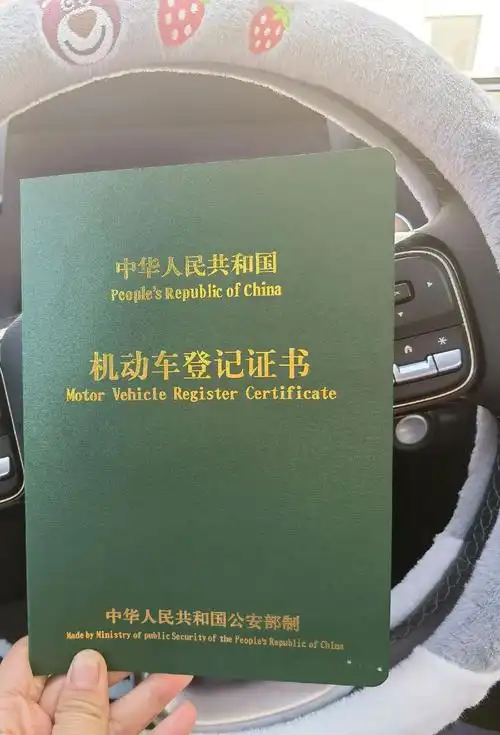 中华人民共和国
People's Republic of China
机动车登记证书
Motor Vehicle Register Certificate
中华人民共和国公安部制
Made by Ministry of public Security of the People's Republic of China